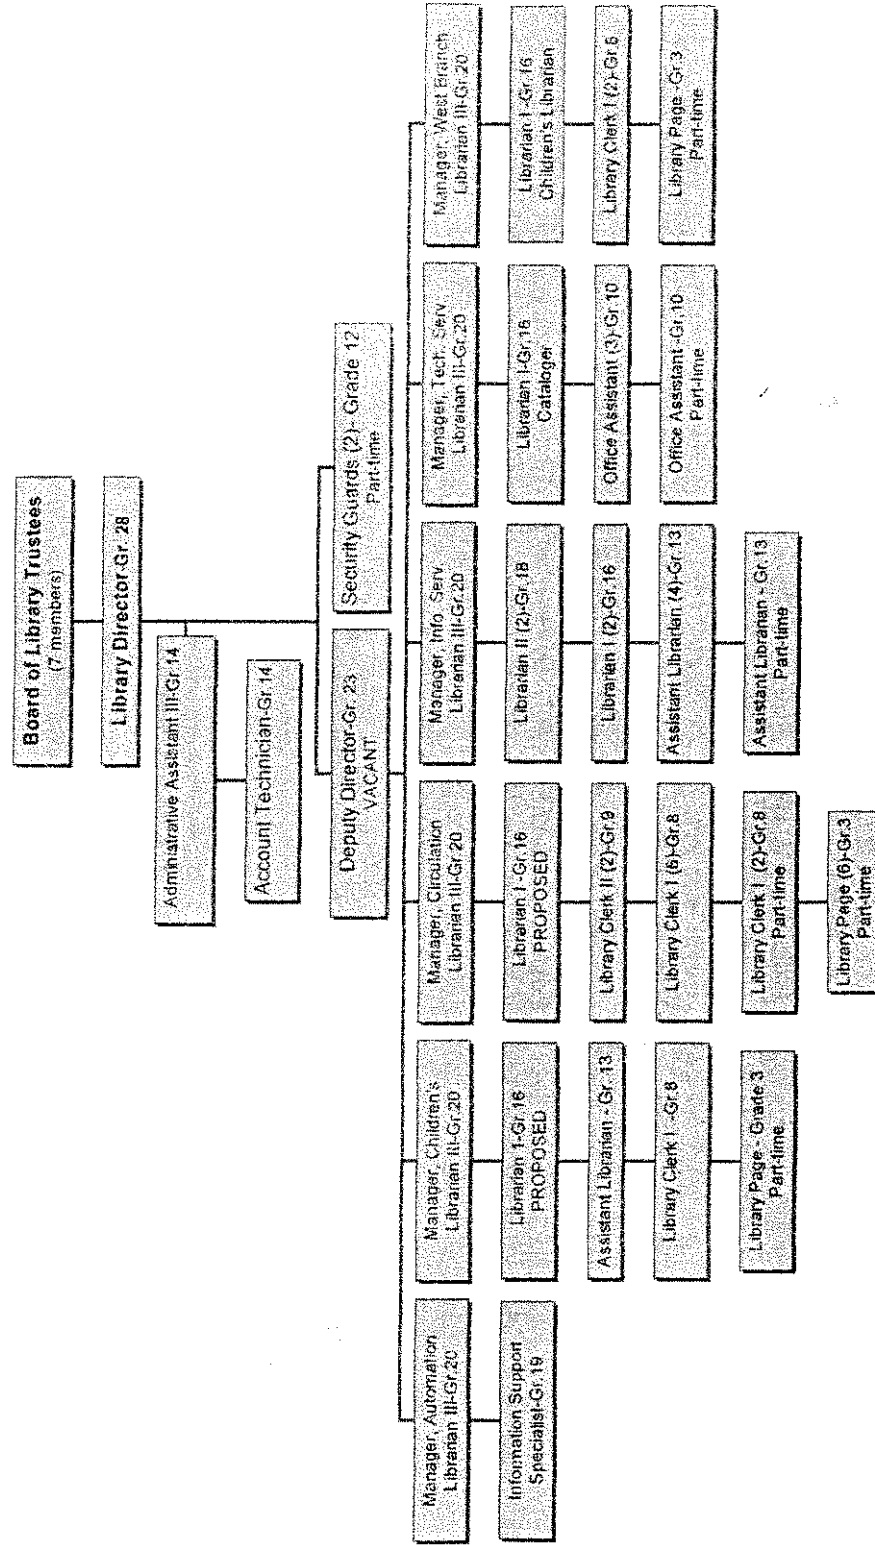 Board of Library Trustees
(7 members)
Library Director-Gr. 28
Administrative Assistant III-Gr.14
Account Technician-Gr.14
Deputy Director-Gr. 23
VACANT
Security Guards (2)- Grade 12
Part-time
Manager, Automation
Librarian III-Gr.20
Information Support
Specialist-Gr.19
Manager, Children's
Librarian III-Gr.20
Librarian I-Gr.16
PROPOSED
Assistant Librarian - Gr. 13
Library Clerk I -Gr.8
Library Page - Grade 3
Part-time
Manager, Circulation
Librarian III-Gr.20
Librarian I -Gr.16
PROPOSED
Library Clerk II (2)-Gr.9
Library Clerk I (6)-Gr.8
Library Clerk I (2)-Gr.8
Part-time
Library Page (6)-Gr.3
Part-time
Manager, Info. Serv
Librarian III-Gr.20
Librarian II (2)-Gr.18
Librarian I (2)-Gr.16
Assistant Librarian (4)-Gr.13
Assistant Librarian - Gr. 13
Part-time
Manager, Tech. Serv
Librarian III-Gr.20
Librarian I-Gr.16
Cataloger
Office Assistant (3)-Gr.10
Office Assistant -Gr.10
Part-time
Manager, West Branch
Librarian III-Gr.20
Librarian I -Gr.16
Children's Librarian
Library Clerk I (2)-Gr.8
Library Page -Gr.3
Part-time